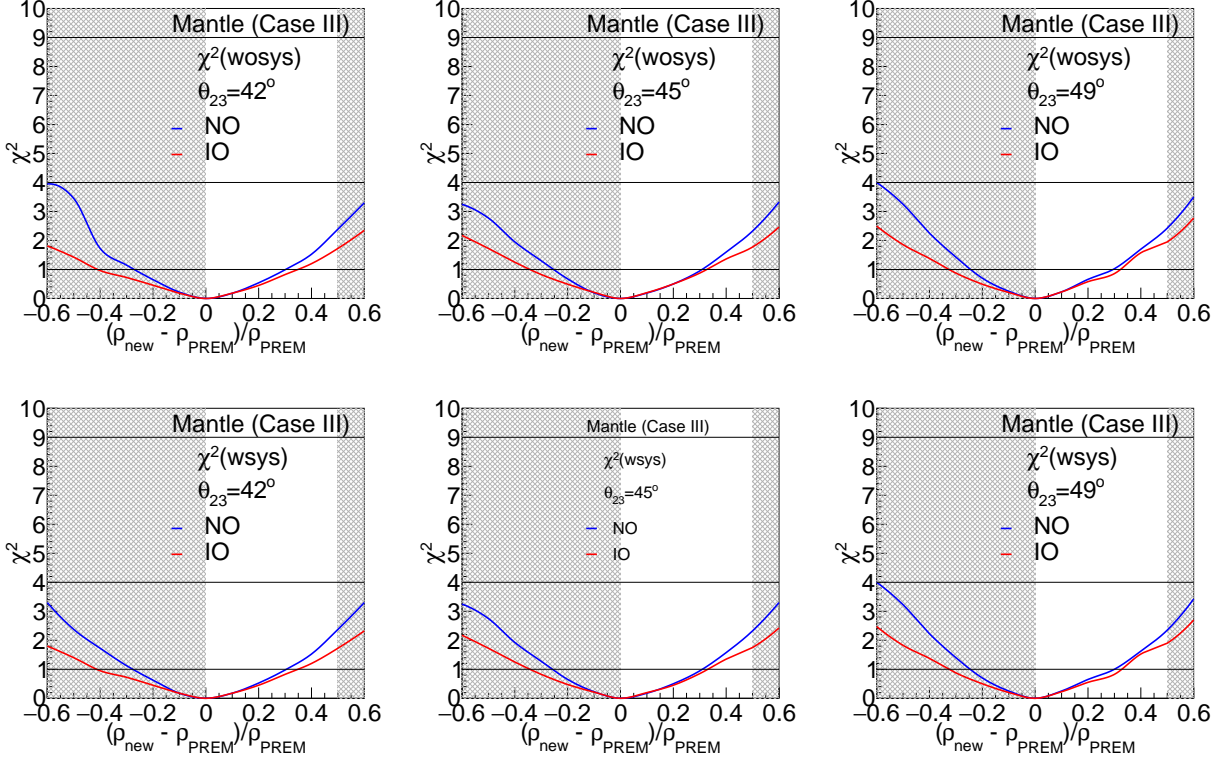 10
9
8
7
6
5
4
3
2
1
0
χ²
Mantle (Case III)
χ²(wosys)
θ₂₃=42°
NO
IO
−0.6 −0.4 −0.2 0 0.2 0.4 0.6
(ρnew - ρPREM)/ρPREM
10
9
8
7
6
5
4
3
2
1
0
χ²
Mantle (Case III)
χ²(wosys)
θ₂₃=45°
NO
IO
−0.6 −0.4 −0.2 0 0.2 0.4 0.6
(ρnew - ρPREM)/ρPREM
10
9
8
7
6
5
4
3
2
1
0
χ²
Mantle (Case III)
χ²(wosys)
θ₂₃=49°
NO
IO
−0.6 −0.4 −0.2 0 0.2 0.4 0.6
(ρnew - ρPREM)/ρPREM
10
9
8
7
6
5
4
3
2
1
0
χ²
Mantle (Case III)
χ²(wsys)
θ₂₃=42°
NO
IO
−0.6 −0.4 −0.2 0 0.2 0.4 0.6
(ρnew - ρPREM)/ρPREM
10
9
8
7
6
5
4
3
2
1
0
χ²
Mantle (Case III)
χ²(wsys)
θ₂₃=45°
NO
IO
−0.6 −0.4 −0.2 0 0.2 0.4 0.6
(ρnew - ρPREM)/ρPREM
10
9
8
7
6
5
4
3
2
1
0
χ²
Mantle (Case III)
χ²(wsys)
θ₂₃=49°
NO
IO
−0.6 −0.4 −0.2 0 0.2 0.4 0.6
(ρnew - ρPREM)/ρPREM